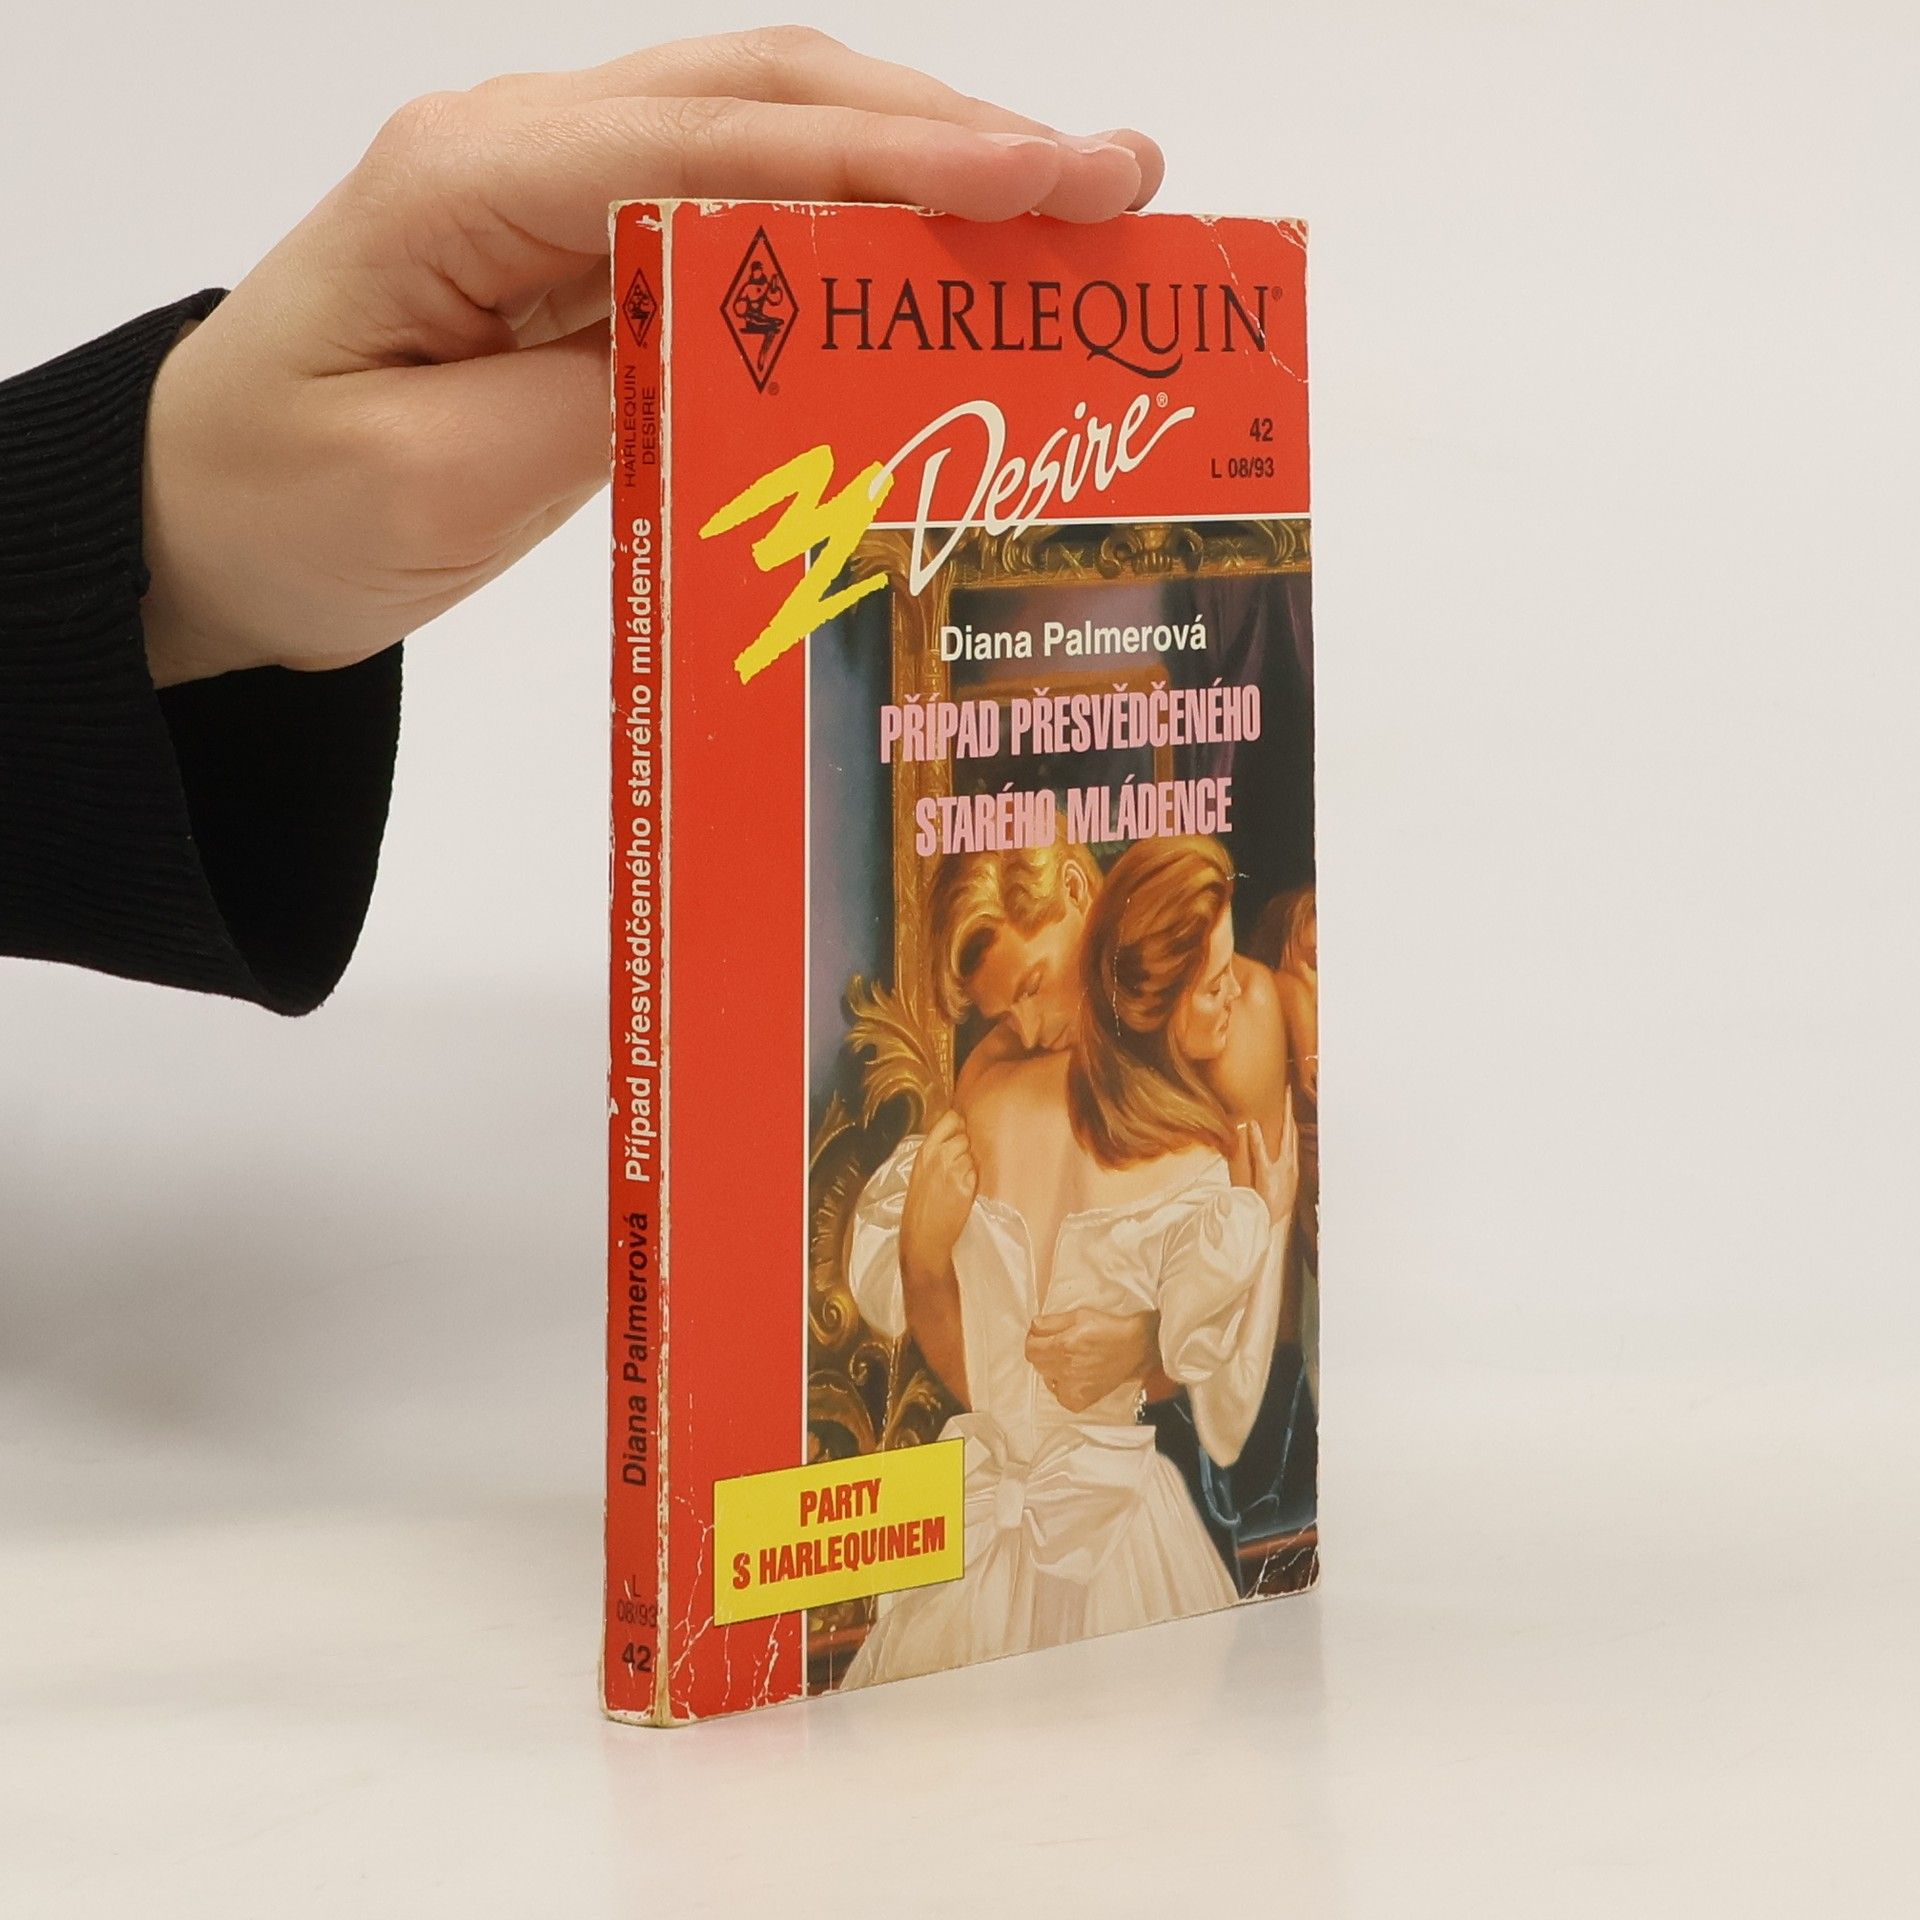 HARLEQUIN®
Desire®
42
L 08/93
Diana Palmerová
PŘÍPAD PŘESVĚDČENÉHO
STARÉHO MLÁDENCE
PARTY
S HARLEQUINEM
HARLEQUIN
DESIRE
Případ přesvědčeného starého mládence
Diana Palmerová
L
08/93
42